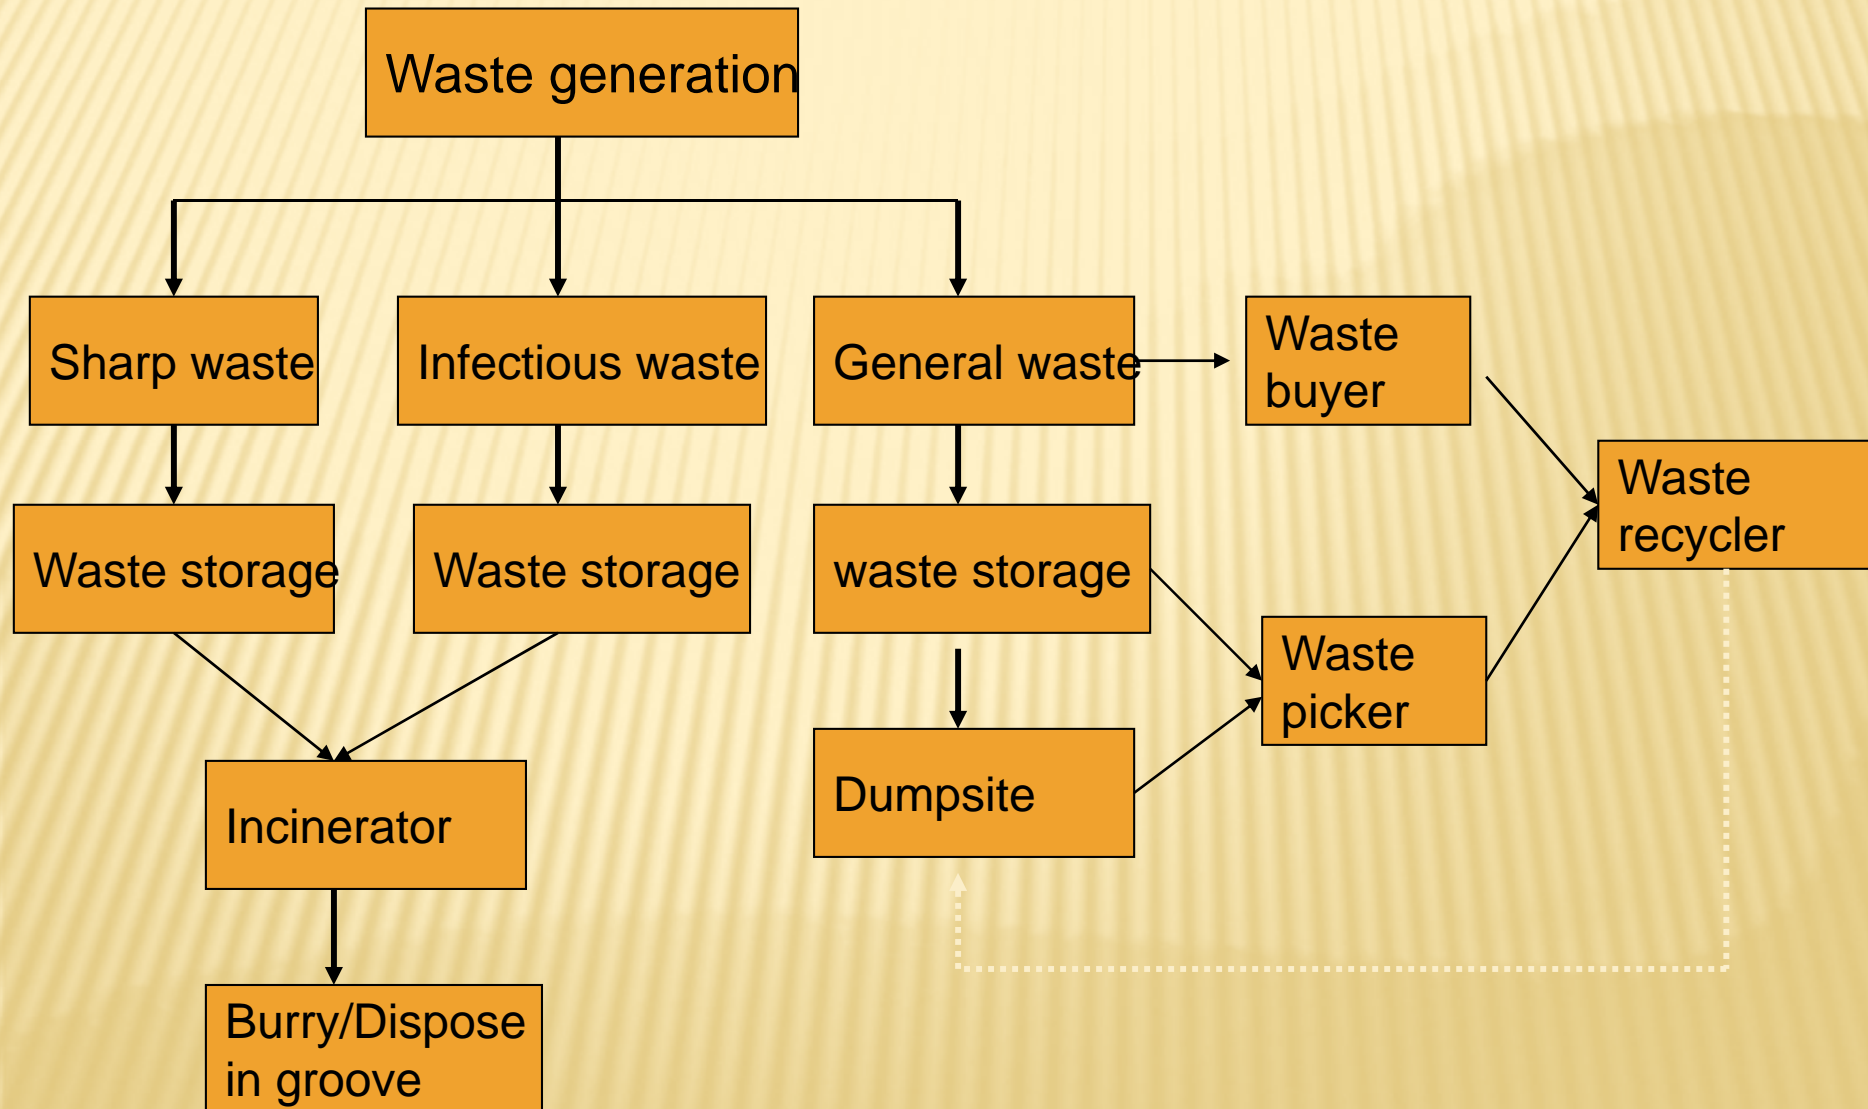 Waste generation
Sharp waste
Infectious waste
General waste
Waste
buyer
Waste
recycler
Waste storage
Waste storage
waste storage
Waste
picker
Dumpsite
Incinerator
Burry/Dispose
in groove